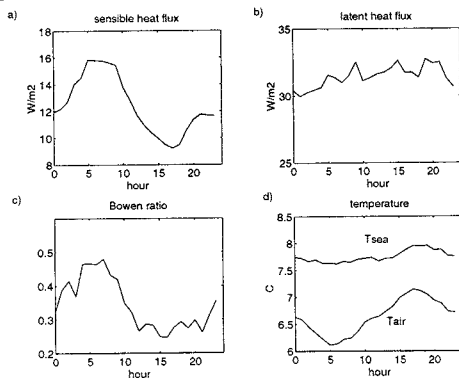 a)
sensible heat flux
W/m2
18
16
14
12
10
8
0 5 10 15 20
hour
b)
latent heat flux
W/m2
35
30
25
0 5 10 15 20
hour
c)
Bowen ratio
0.5
0.4
0.3
0.2
0 5 10 15 20
hour
d)
temperature
C
8.5
8
7.5
7
6.5
6
Tsea
Tair
0 5 10 15 20
hour